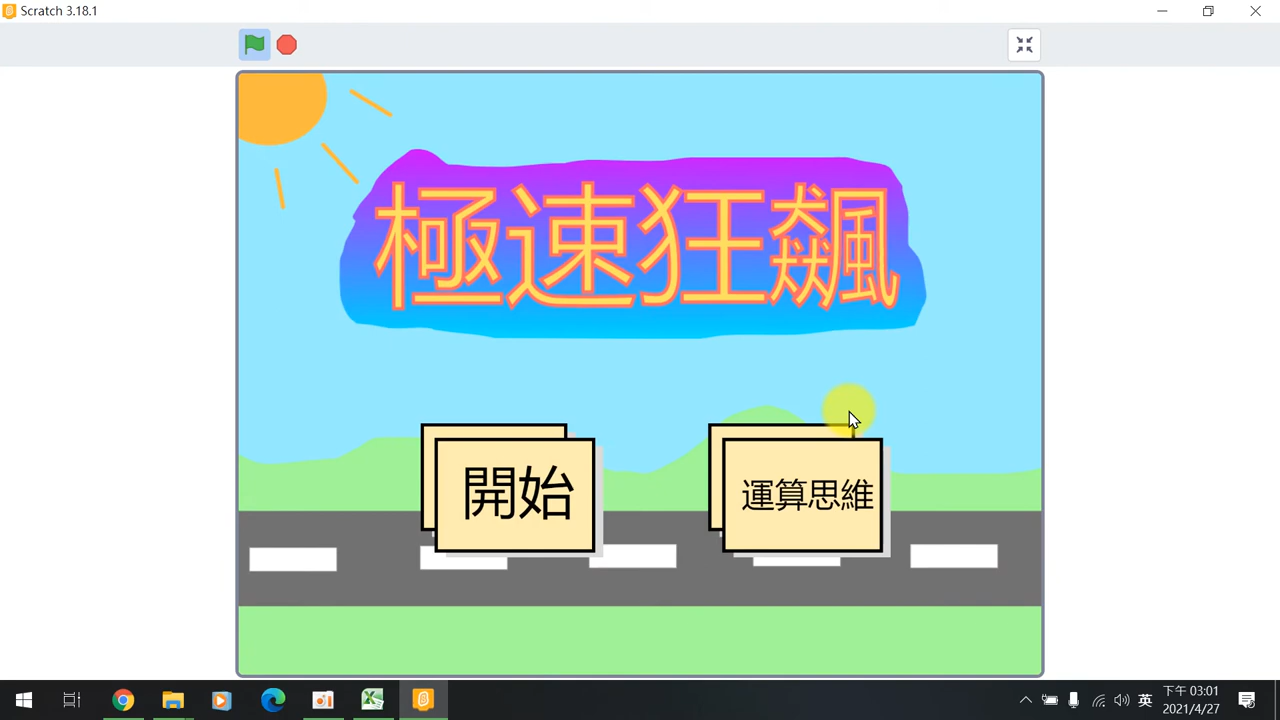 Scratch 3.18.1
極速狂飆
開始
運算思維
英
下午 03:01
2021/4/27